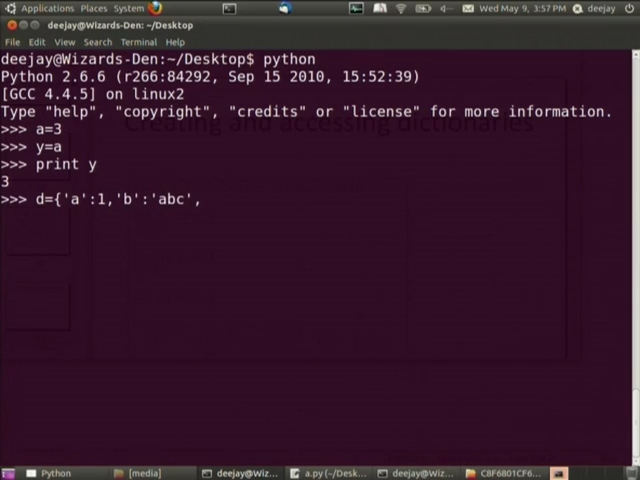 Applications Places System Wed May 9, 3:57 PM deejay
deejay@Wizards-Den: ~/Desktop
File Edit View Search Terminal Help
deejay@Wizards-Den:~/Desktop$ python
Python 2.6.6 (r266:84292, Sep 15 2010, 15:52:39)
[GCC 4.4.5] on linux2
Type "help", "copyright", "credits" or "license" for more information.
Creating and accessing dictionaries
>>> a=3
>>> y=a
>>> print y
3
>>> d={'a':1,'b':'abc',
Python [media] deejay@Wiz... a.py (~/Desk... deejay@Wiz... C8F6801CF6...